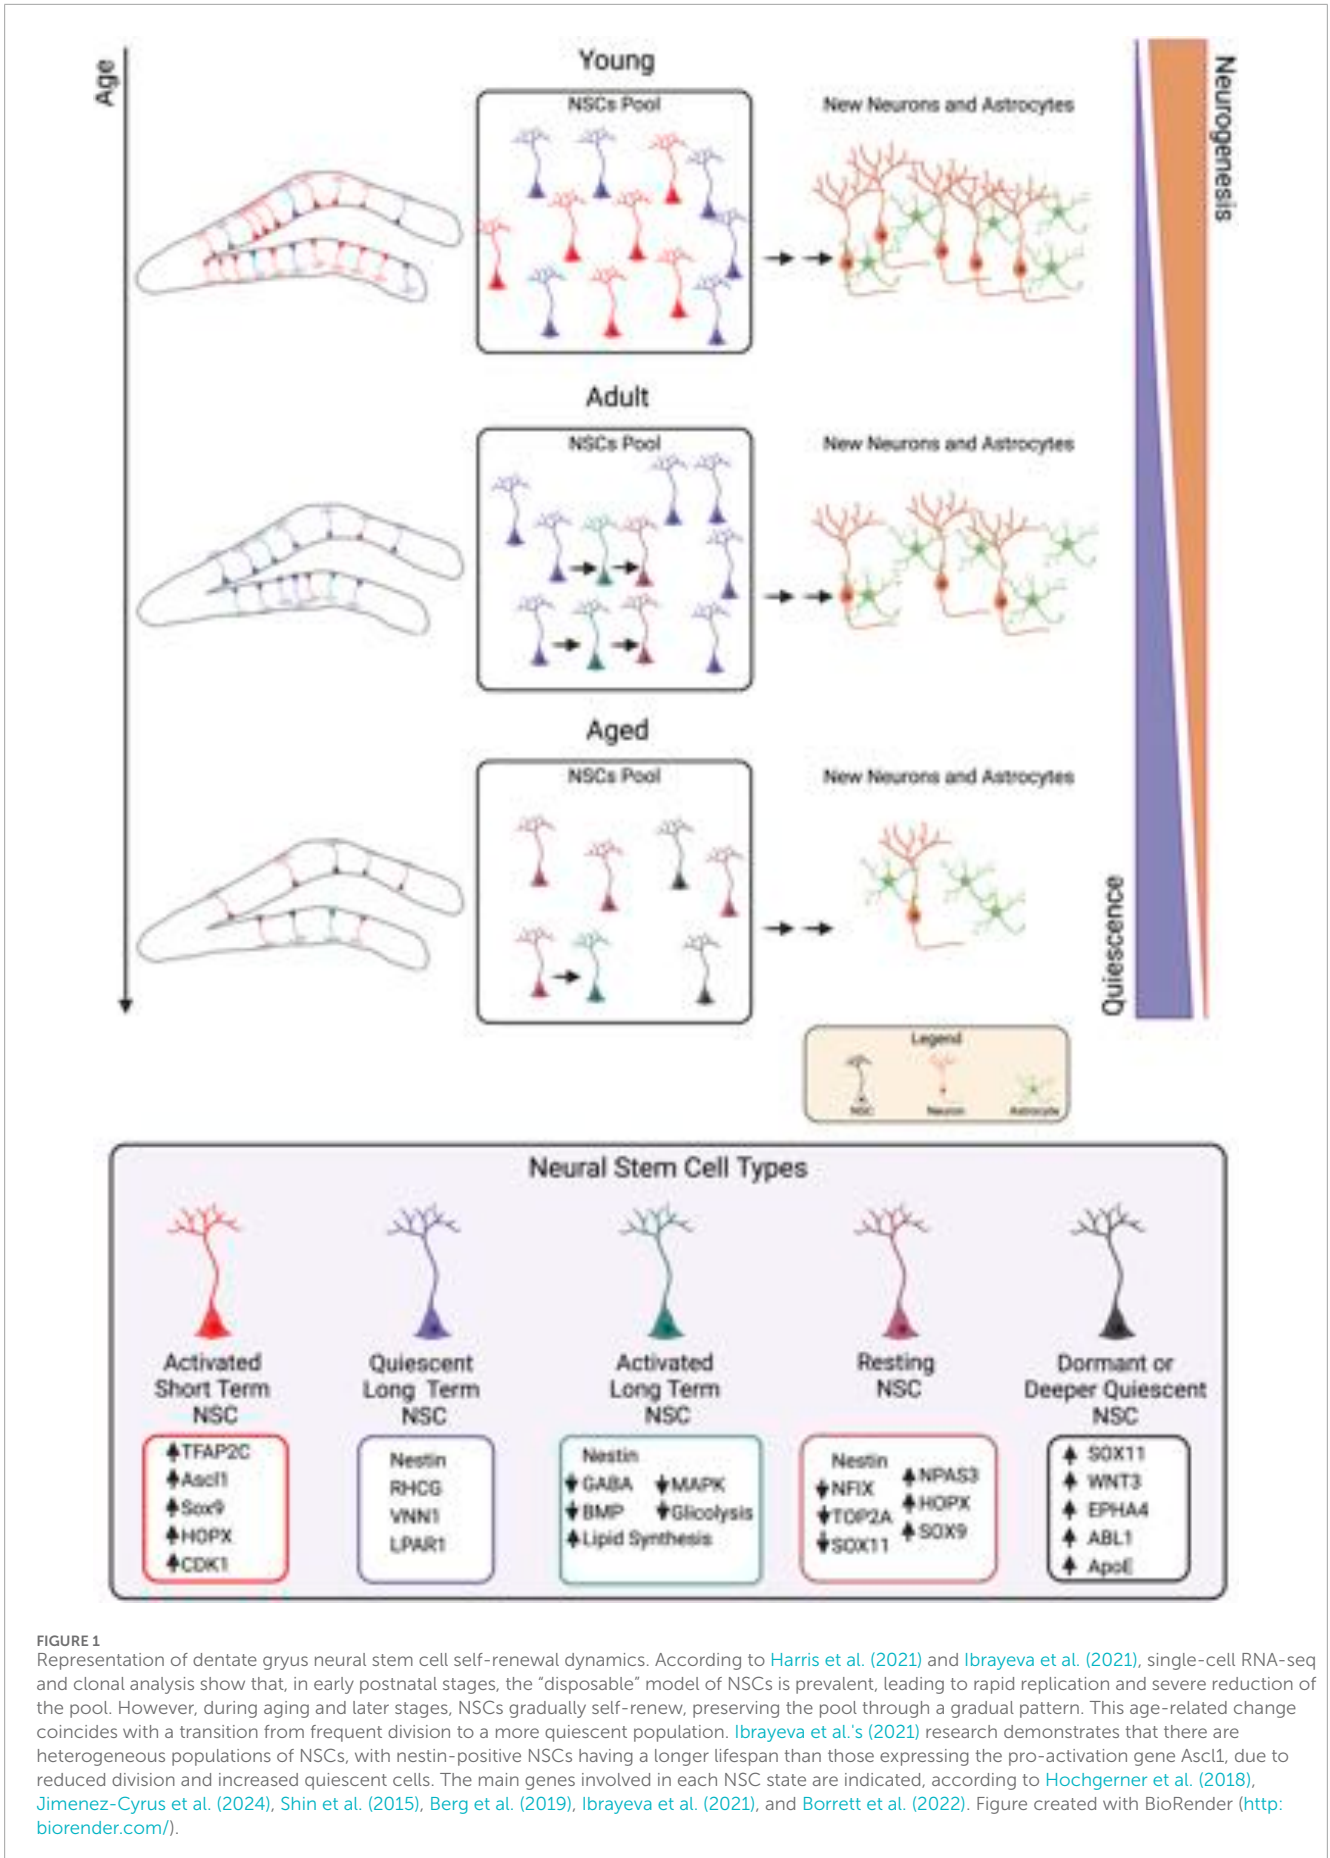 Age
Young
NSCs Pool
New Neurons and Astrocytes
Neurogenesis
Adult
NSCs Pool
New Neurons and Astrocytes
Aged
NSCs Pool
New Neurons and Astrocytes
Quiescence
Legend
NSC
Neuron
Astrocyte
Neural Stem Cell Types
Activated
Short Term
NSC
↑TFAP2C
↑Ascl1
↑Sox9
↑HOPX
↑CDK1
Quiescent
Long Term
NSC
Nestin
RHCG
VNN1
LPAR1
Activated
Long Term
NSC
Nestin
↓GABA ↓MAPK
↓BMP ↓Glicolysis
↑Lipid Synthesis
Resting
NSC
Nestin
↓NFIX
↓TOP2A
↓SOX11
↑NPAS3
↑HOPX
↑SOX9
Dormant or
Deeper Quiescent
NSC
↑ SOX11
↑ WNT3
↑ EPHA4
↑ ABL1
↑ ApoE
FIGURE 1
Representation of dentate gryus neural stem cell self-renewal dynamics. According to Harris et al. (2021) and Ibrayeva et al. (2021), single-cell RNA-seq
and clonal analysis show that, in early postnatal stages, the “disposable” model of NSCs is prevalent, leading to rapid replication and severe reduction of
the pool. However, during aging and later stages, NSCs gradually self-renew, preserving the pool through a gradual pattern. This age-related change
coincides with a transition from frequent division to a more quiescent population. Ibrayeva et al.'s (2021) research demonstrates that there are
heterogeneous populations of NSCs, with nestin-positive NSCs having a longer lifespan than those expressing the pro-activation gene Ascl1, due to
reduced division and increased quiescent cells. The main genes involved in each NSC state are indicated, according to Hochgerner et al. (2018),
Jimenez-Cyrus et al. (2024), Shin et al. (2015), Berg et al. (2019), Ibrayeva et al. (2021), and Borrett et al. (2022). Figure created with BioRender (http:
biorender.com/).